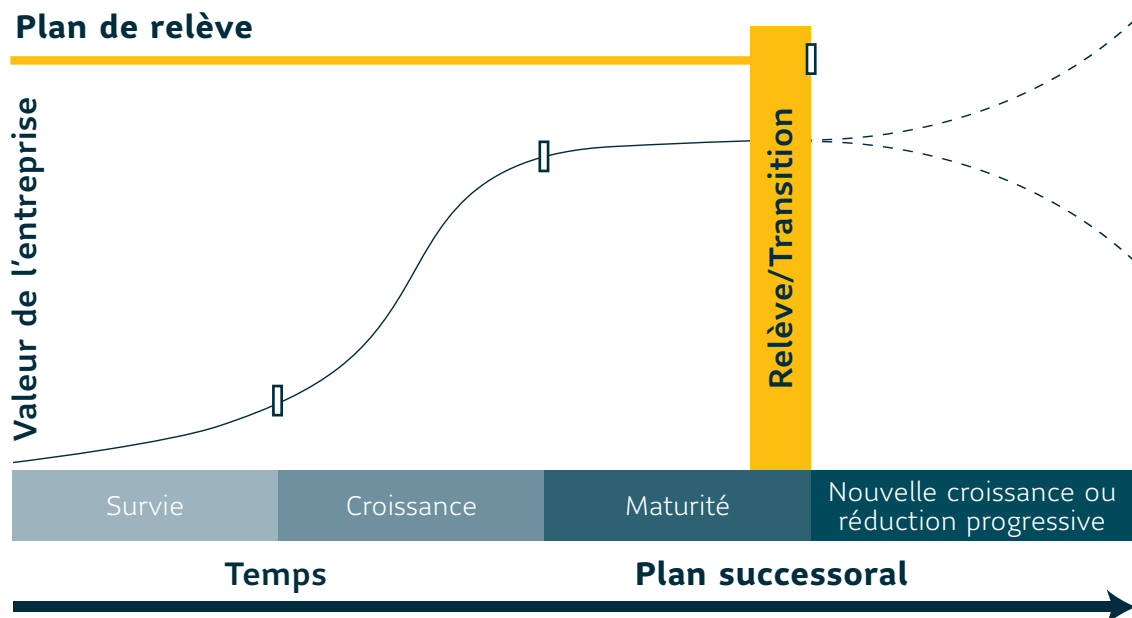 Plan de relève
Valeur de l'entreprise
Relève/Transition
Survie
Croissance
Maturité
Nouvelle croissance ou
réduction progressive
Temps
Plan successoral